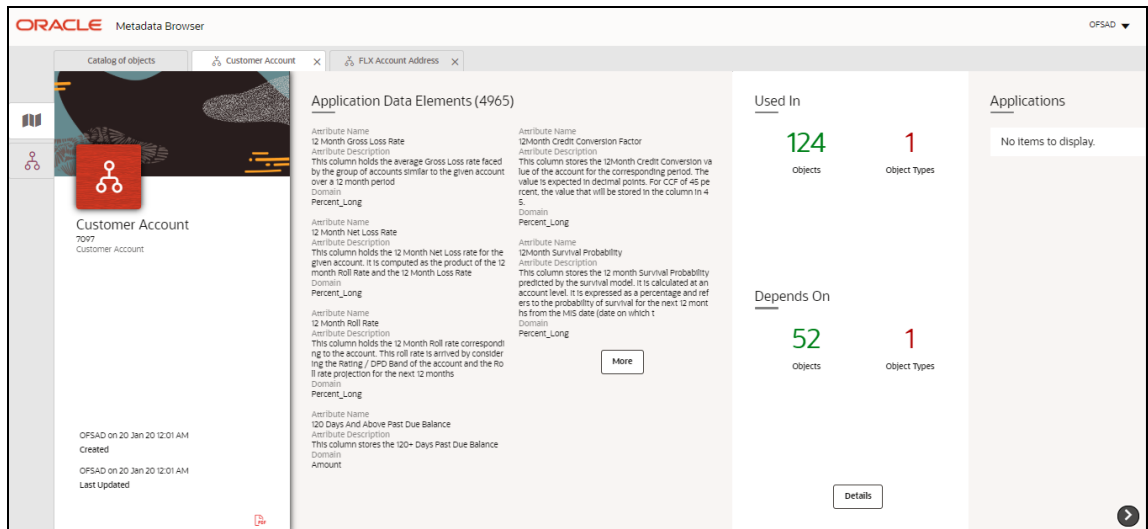 ORACLE Metadata Browser
OFSAD
Catalog of objects
Customer Account
FLX Account Address
Customer Account
7097
Customer Account
OFSAD on 20 Jan 20 12:01 AM
Created
OFSAD on 20 Jan 20 12:01 AM
Last Updated
PDF
Application Data Elements (4965)
Attribute Name
12 Month Gross Loss Rate
Attribute Description
This column holds the average Gross Loss rate faced
by the group of accounts similar to the given account
over a 12 month period
Domain
Percent_Long
Attribute Name
12 Month Net Loss Rate
Attribute Description
This column holds the 12 Month Net Loss rate for the
given account. It is computed as the product of the 12
month Roll Rate and the 12 Month Loss Rate
Domain
Percent_Long
Attribute Name
12 Month Roll Rate
Attribute Description
This column holds the 12 Month Roll rate correspondi
ng to the account. This roll rate is arrived by consider
ing the Rating / DPD Band of the account and the Ro
ll rate projection for the next 12 months
Domain
Percent_Long
Attribute Name
120 Days And Above Past Due Balance
Attribute Description
This column stores the 120+ Days Past Due Balance
Domain
Amount
Attribute Name
12Month Credit Conversion Factor
Attribute Description
This column stores the 12Month Credit Conversion va
lue of the account for the corresponding period. The
value is expected in decimal points. For CCF of 45 pe
rcent, the value that will be stored in the column in 4
5.
Domain
Percent_Long
Attribute Name
12Month Survival Probability
Attribute Description
This column stores the 12 month Survival Probability
predicted by the survival model. It is calculated at an
account level. It is expressed as a percentage and ref
ers to the probability of survival for the next 12 mont
hs from the MIS date (date on which t
Domain
Percent_Long
More
Used In
124 1
Objects Object Types
Depends On
52 1
Objects Object Types
Details
Applications
No items to display.